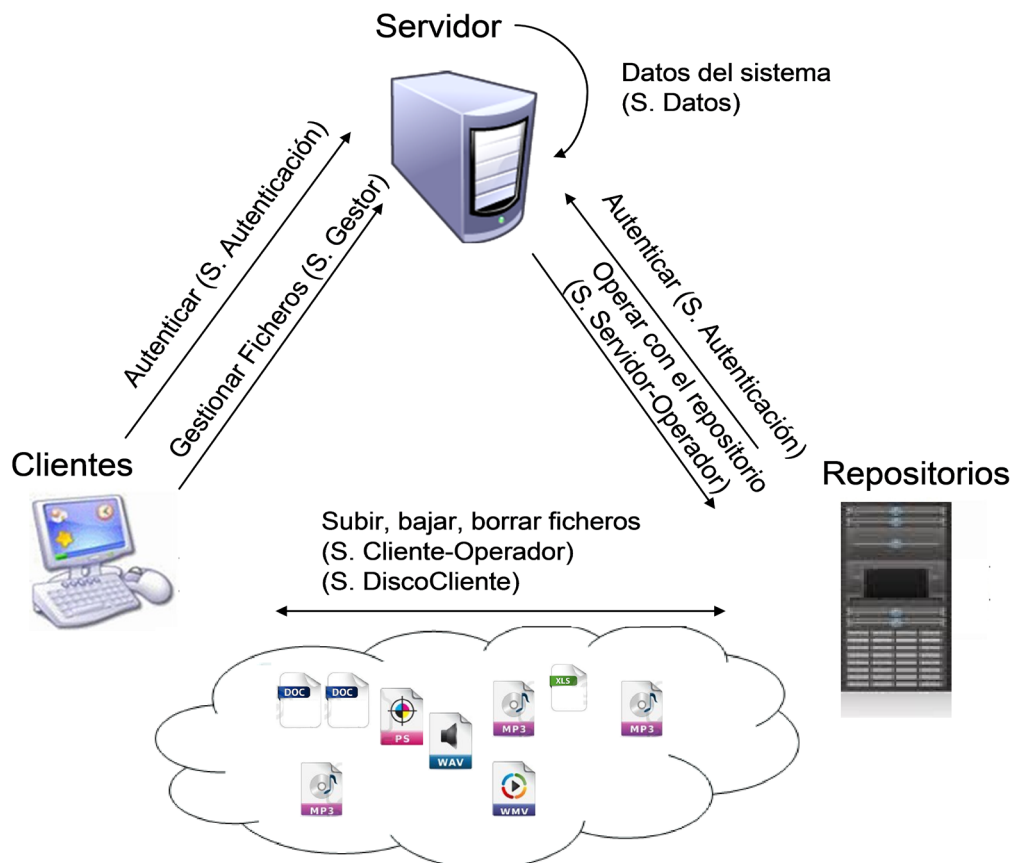 Servidor
Datos del sistema
(S. Datos)
Autenticar (S. Autenticación)
Gestionar Ficheros (S. Gestor)
Autenticar (S. Autenticación)
Operar con el repositorio
(S. Servidor-Operador)
Clientes
Repositorios
Subir, bajar, borrar ficheros
(S. Cliente-Operador)
(S. DiscoCliente)
DOC
DOC
PS
WAV
MP3
XLS
MP3
MP3
WMV